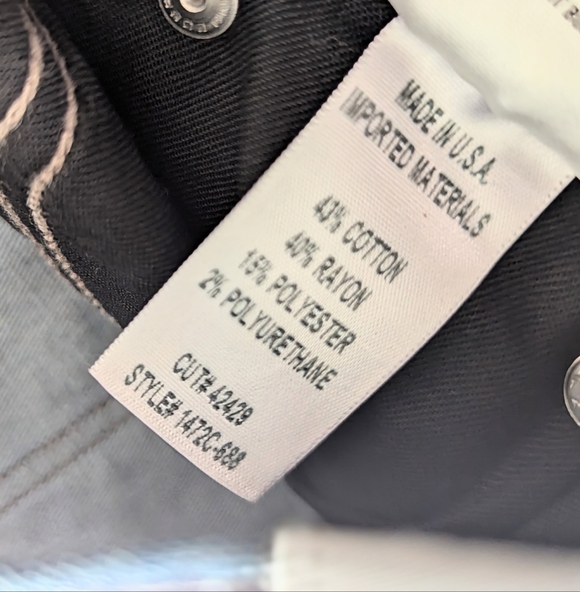 MADE IN U.S.A.
IMPORTED MATERIALS
43% COTTON
40% RAYON
15% POLYESTER
2% POLYURETHANE
CUT# 42429
STYLE# 1472C-688